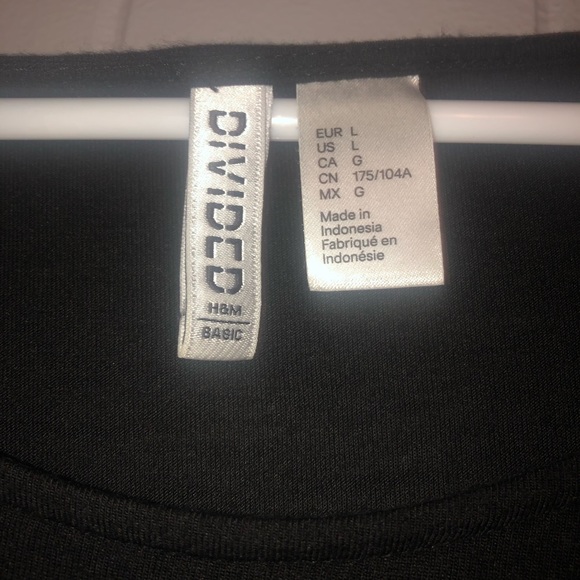 DIVIDED
H&M
BASIC
EUR L
US L
CA G
CN 175/104A
MX G
Made in
Indonesia
Fabriqué en
Indonésie